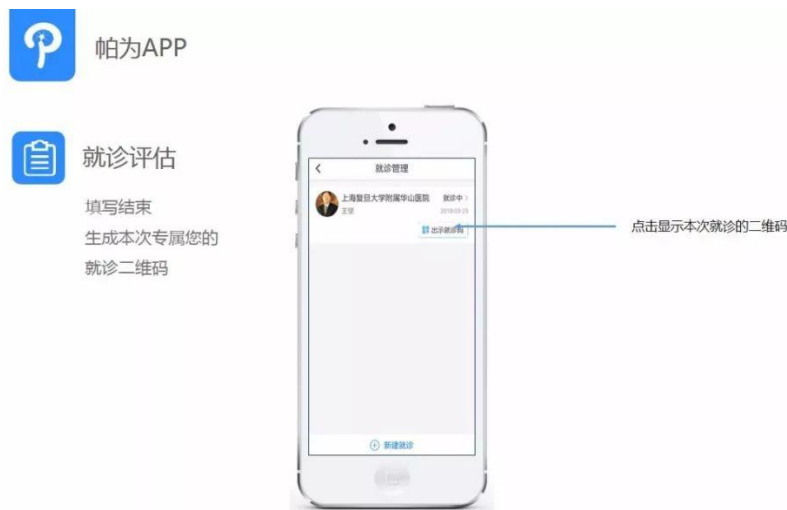 帕为APP
就诊评估
填写结束
生成本次专属您的
就诊二维码
就诊管理
上海复旦大学附属华山医院 就诊中
王坚
出示就诊码
点击显示本次就诊的二维码
新建就诊